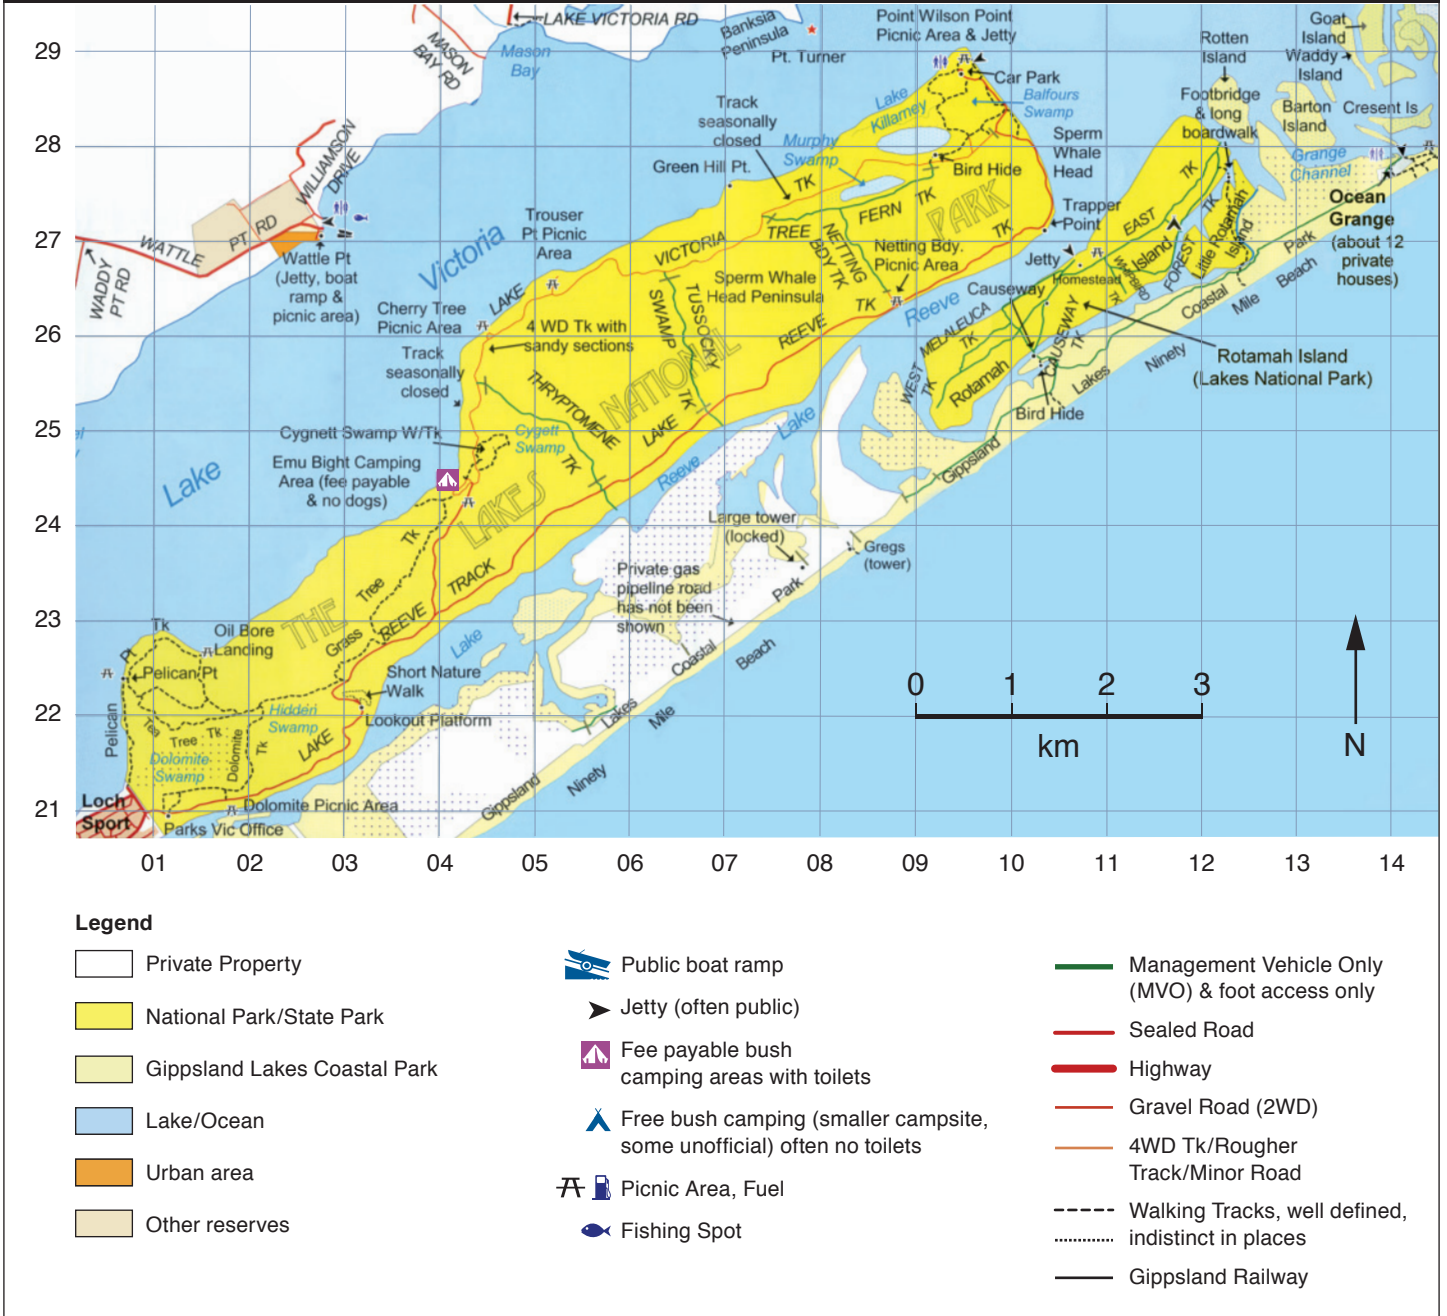 LAKE VICTORIA RD
MASON
BAY RD
Mason
Bay
Banksia
Peninsula
Pt. Turner
Point Wilson Point
Picnic Area & Jetty
Car Park
Balfours
Swamp
Rotten
Island
Goat
Island
Waddy
Island
Footbridge
& long
boardwalk
Barton
Island
Cresent Is
29
28
27
26
25
24
23
22
21
Track
seasonally
closed
Murphy
Swamp
Lake
Killarney
Green Hill Pt.
Bird Hide
Sperm
Whale
Head
Grange
Channel
Ocean
Grange
(about 12
private
houses)
WILLIAMSON
DRIVE
WATTLE
PT RD
WADDY
PT RD
Wattle Pt
(Jetty, boat
ramp &
picnic area)
Lake
Victoria
Trouser
Pt Picnic
Area
LAKE
VICTORIA
TK
TREE
FERN
TK
NETTING
BDY TK
PARK
TK
Trapper
Point
Netting Bdy.
Picnic Area
Jetty
EAST
TK
Island
FOREST
TK
Little Rotamah
Island
Homestead
Causeway
CAUSEWAY
TK
MELALEUCA
TK
WEST
TK
Rotamah
Rotamah Island
(Lakes National Park)
Bird Hide
Cherry Tree
Picnic Area
Track
seasonally
closed
4 WD Tk with
sandy sections
Sperm Whale
Head Peninsula
SWAMP
TUSSOCKY
TK
TK
REEVE
LAKE
Reeve
NATIONAL
THRYPTOMENE
TK
Cygnett Swamp W/Tk
Cygett
Swamp
Emu Bight Camping
Area (fee payable
& no dogs)
LAKES
Lake
Reeve
Large tower
(locked)
Gregs
(tower)
Private gas
pipeline road
has not been
shown
Gippsland
Lakes
Coastal
Park
Ninety
Mile
Beach
Tk
Tree
Grass
THE
TRACK
REEVE
LAKE
Lake
Oil Bore
Landing
Pelican Pt
Tk
Pt
Pelican
Tea
Tree
Tk
Dolomite
Tk
Hidden
Swamp
Dolomite
Swamp
Short Nature
Walk
Lookout Platform
Loch
Sport
Dolomite Picnic Area
Parks Vic Office
Gippsland
Lakes
Coastal
Park
Ninety
Mile
Beach
0 1 2 3
km
N
01 02 03 04 05 06 07 08 09 10 11 12 13 14
Legend
Private Property
National Park/State Park
Gippsland Lakes Coastal Park
Lake/Ocean
Urban area
Other reserves
Public boat ramp
Jetty (often public)
Fee payable bush
camping areas with toilets
Free bush camping (smaller campsite,
some unofficial) often no toilets
Picnic Area, Fuel
Fishing Spot
Management Vehicle Only
(MVO) & foot access only
Sealed Road
Highway
Gravel Road (2WD)
4WD Tk/Rougher
Track/Minor Road
Walking Tracks, well defined,
indistinct in places
Gippsland Railway